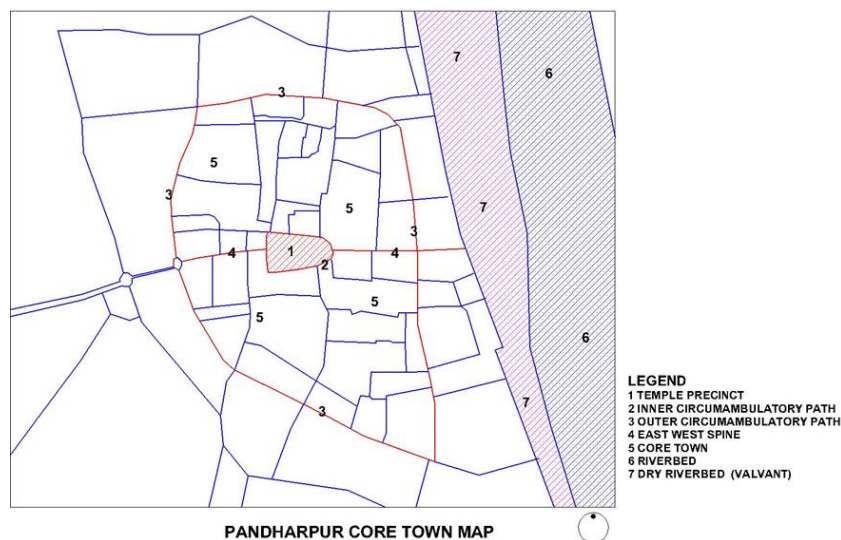 7
6
3
5
3
5
7
3
4
1
4
2
5
5
6
7
3
LEGEND
1 TEMPLE PRECINCT
2 INNER CIRCUMAMBULATORY PATH
3 OUTER CIRCUMAMBULATORY PATH
4 EAST WEST SPINE
5 CORE TOWN
6 RIVERBED
7 DRY RIVERBED (VALVANT)
PANDHARPUR CORE TOWN MAP